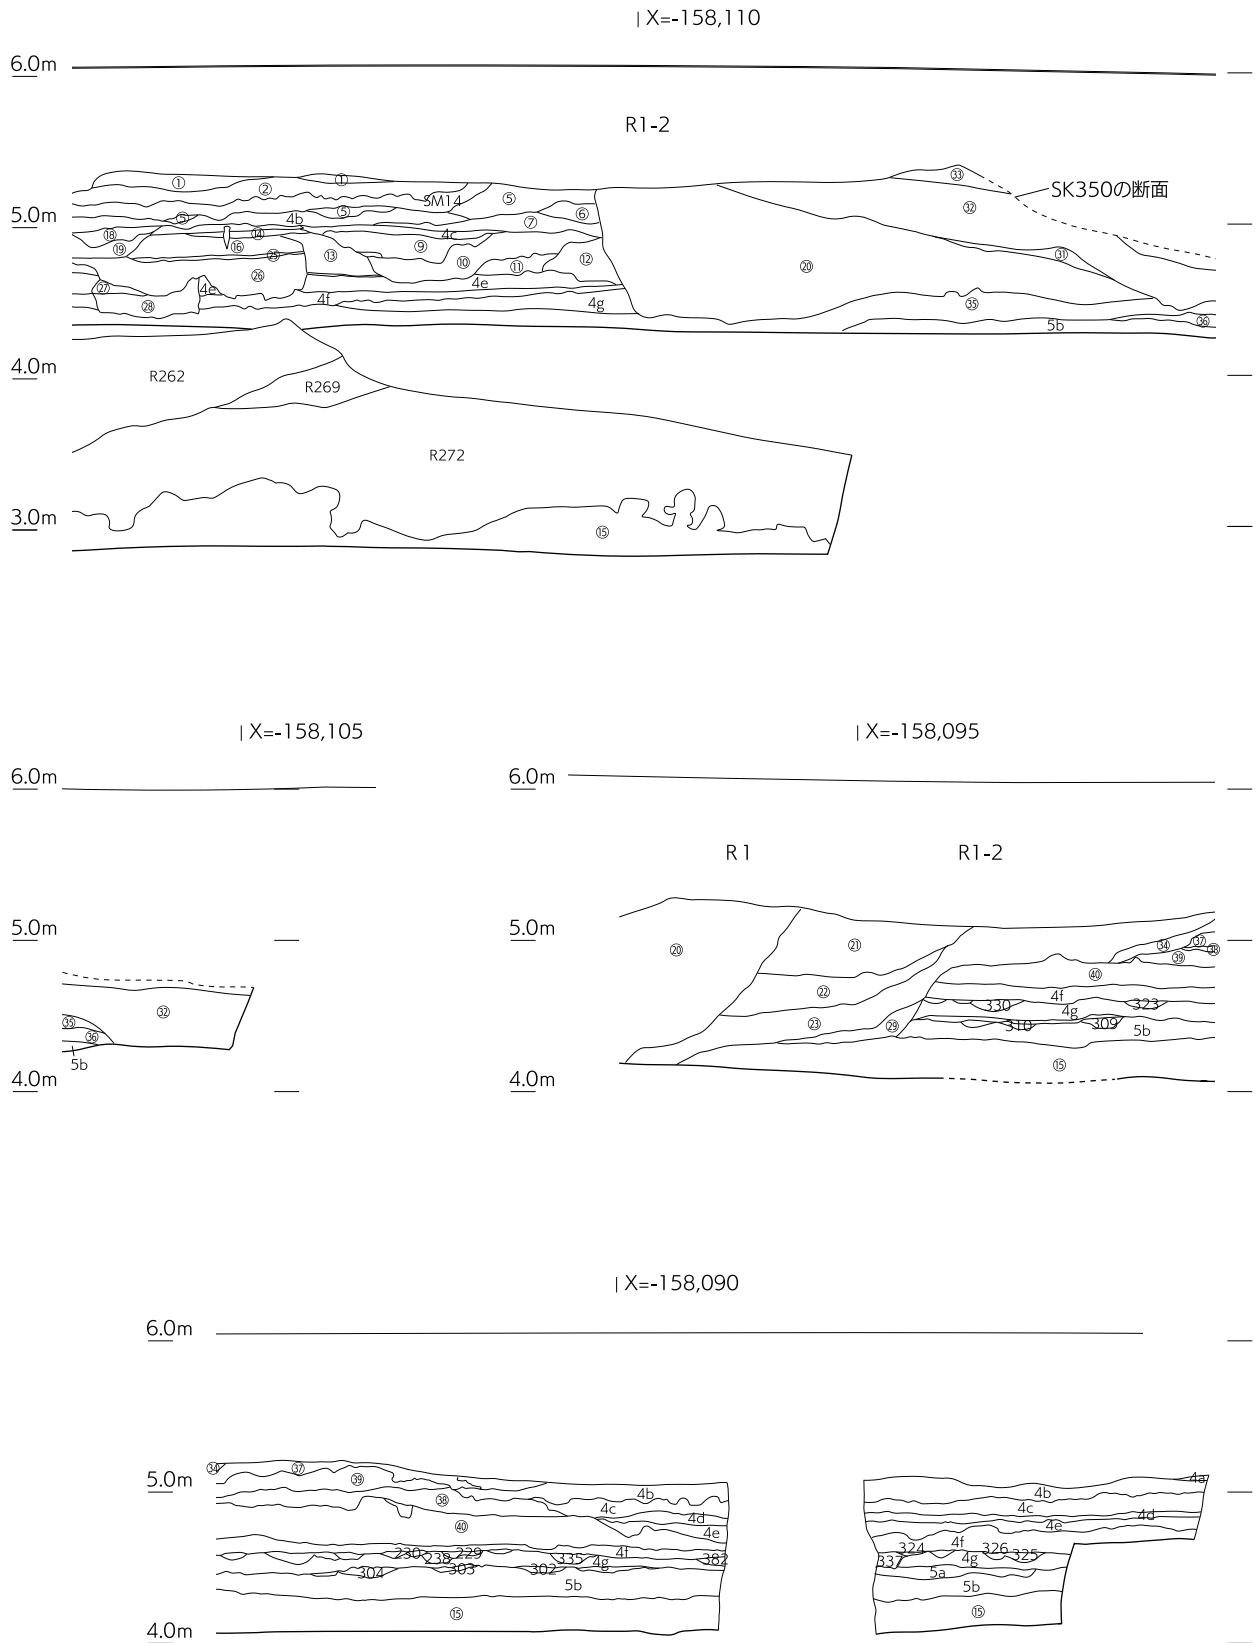 X=-158,110
6.0m
R1-2
SK350の断面
5.0m
① ② ① SM14 ⑤ ⑥ ㉝ ㉜
⑤ 4b ⑤ ⑦
⑱ ⑭ 4c
⑲ ⑯ ㉕ ⑬ ⑨ ⑩ ⑪ ⑫ ⑳ ㉛
㉗ 4e ㉖ 4e
㉘ 4f 4g ㉟ 5b ㊱
4.0m
R262
R269
R272
3.0m
⑮
X=-158,105
6.0m
5.0m
㉜
㉟
㊱
5b
4.0m
X=-158,095
6.0m
R1 R1-2
5.0m
⑳ ㉑ ㉞ ㊲ ㊳
㊴
㉒ ㊵
4f
330 4g 323
㉓ ㉙ 310 309 5b
⑮
4.0m
X=-158,090
6.0m
5.0m
㉞ ㊲ ㊴ 4b
㊳ 4c 4d
㊵ 4e
230 238 229 335 4g 4f 382
304 303 302
5b
⑮
4a
4b
4c 4d
4e
324 4f 326
337 4g 325
5a
5b
⑮
4.0m